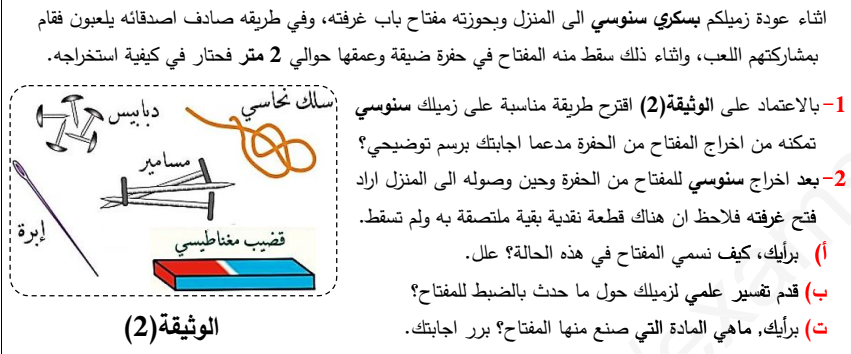 اثناء عودة زميلكم بسكري سنوسي الى المنزل وبحوزته مفتاح باب غرفته، وفي طريقه صادف اصدقائه يلعبون فقام
بمشاركتهم اللعب، واثناء ذلك سقط منه المفتاح في حفرة ضيقة وعمقها حوالي 2 متر فحتار في كيفية استخراجه.
1- بالاعتماد على الوثيقة(2) اقترح طريقة مناسبة على زميلك سنوسي
تمكنه من اخراج المفتاح من الحفرة مدعما اجابتك برسم توضيحي؟
2- بعد اخراج سنوسي للمفتاح من الحفرة وحين وصوله الى المنزل اراد
فتح غرفته فلاحظ ان هناك قطعة نقدية بقية ملتصقة به ولم تسقط.
أ) برأيك، كيف نسمي المفتاح في هذه الحالة؟ علل.
ب) قدم تفسير علمي لزميلك حول ما حدث بالضبط للمفتاح؟
ت) برأيك, ماهي المادة التي صنع منها المفتاح؟ برر اجابتك.
سلك نحاسي
دبابيس
مسامير
إبرة
قضيب مغناطيسي
الوثيقة(2)